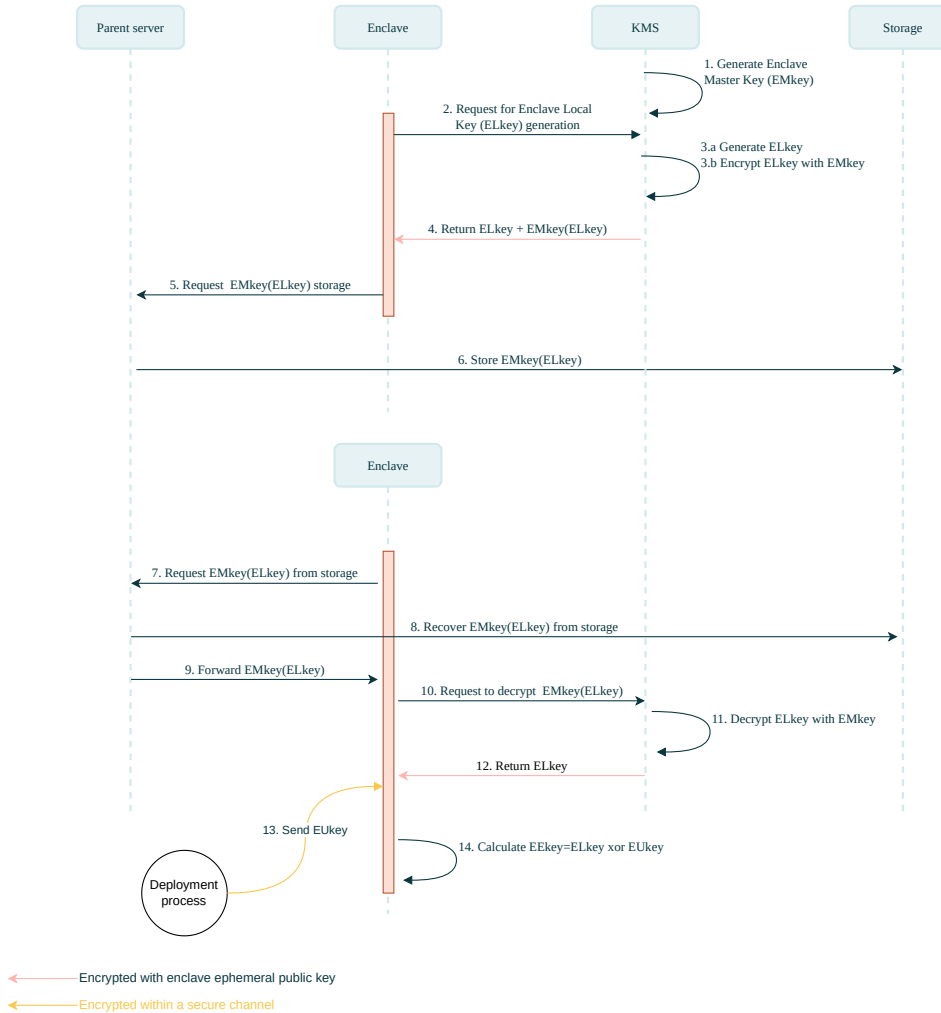 Parent server
Enclave
KMS
Storage
1. Generate Enclave
Master Key (EMkey)
2. Request for Enclave Local
Key (ELkey) generation
3.a Generate ELkey
3.b Encrypt ELkey with EMkey
4. Return ELkey + EMkey(ELkey)
5. Request  EMkey(ELkey) storage
6. Store EMkey(ELkey)
Enclave
7. Request EMkey(ELkey) from storage
8. Recover EMkey(ELkey) from storage
9. Forward EMkey(ELkey)
10. Request to decrypt  EMkey(ELkey)
11. Decrypt ELkey with EMkey
12. Return ELkey
13. Send EUkey
14. Calculate EEkey=ELkey xor EUkey
Deployment
process
Encrypted with enclave ephemeral public key
Encrypted within a secure channel